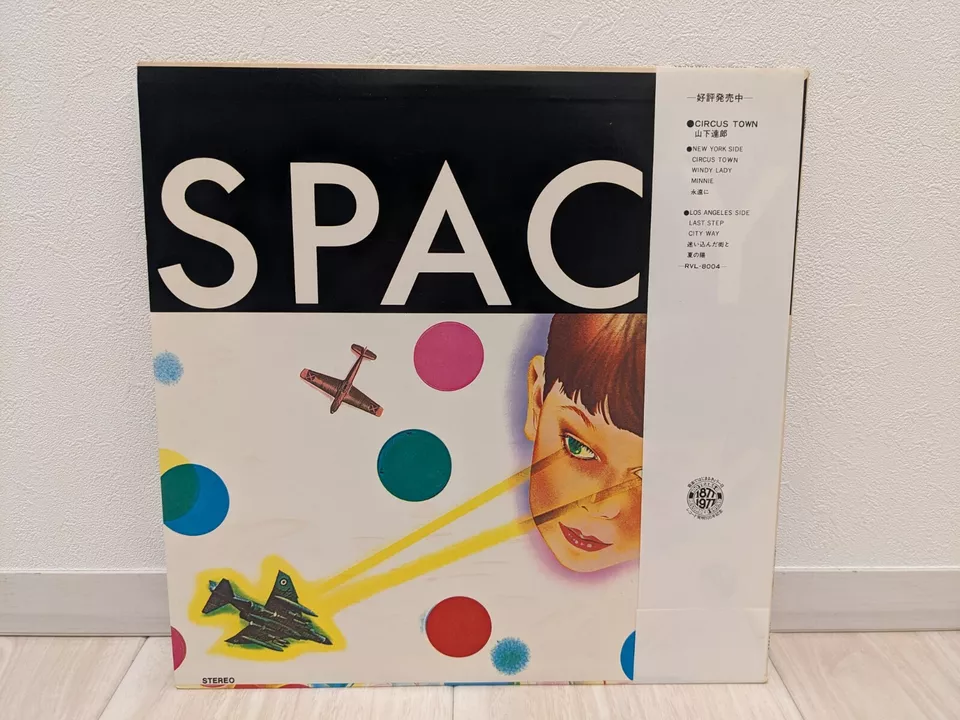 SPAC
—好評発売中—
●CIRCUS TOWN
山下達郎
●NEW YORK SIDE
CIRCUS TOWN
WINDY LADY
MINNIE
永遠に
●LOS ANGELES SIDE
LAST STEP
CITY WAY
迷い込んだ街と
夏の陽
—RVL-8004—
1877
1977
STEREO